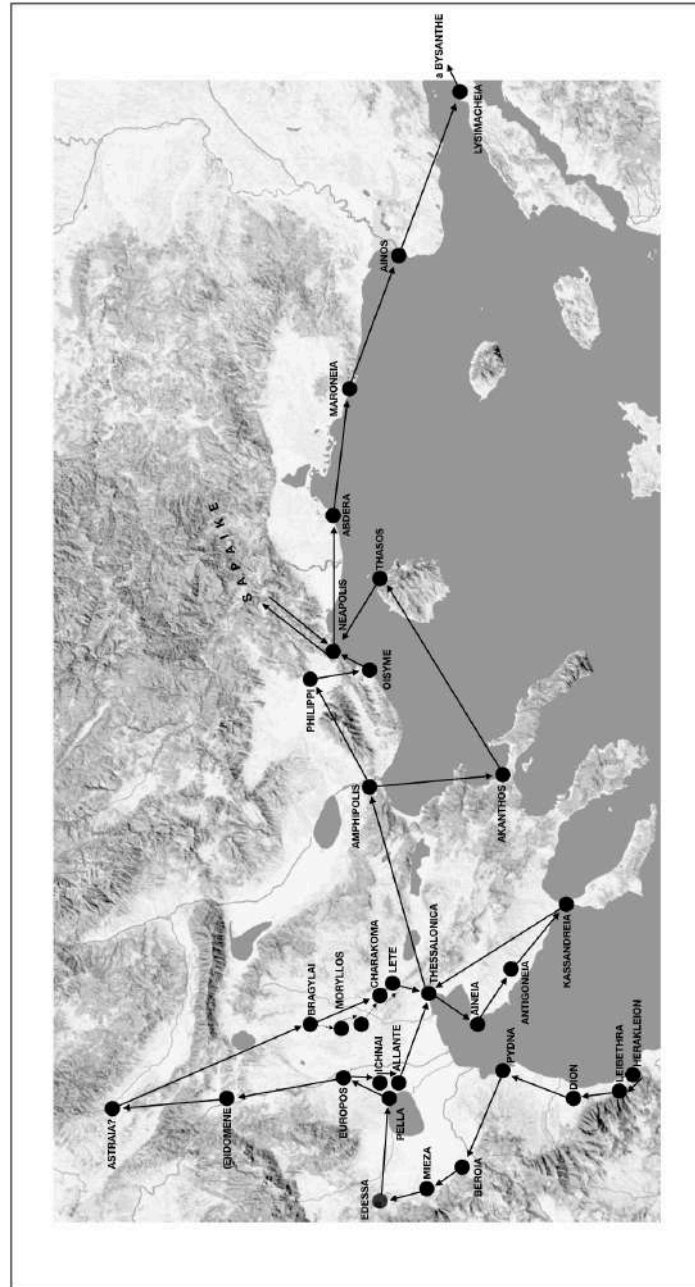 a BYSANTHE
LYSIMACHEIA
AINOS
MARONEIA
ABDERA
SAPAIKE
NEAPOLIS
THASOS
OISYME
PHILIPPI
AMPHIPOLIS
AKANTHOS
BRAGYLAI
MORYLLOS
CHARAKOMA
LETE
THESSALONICA
AINEIA
ANTIGONEIA
KASSANDREIA
ASTRAIA?
(E)IDOMENE
EUROPOS
ICHNAI
ALLANTE
PELLA
EDESSA
MIEZA
BEROIA
PYDNA
DION
LEIBETHRA
HERAKLEION